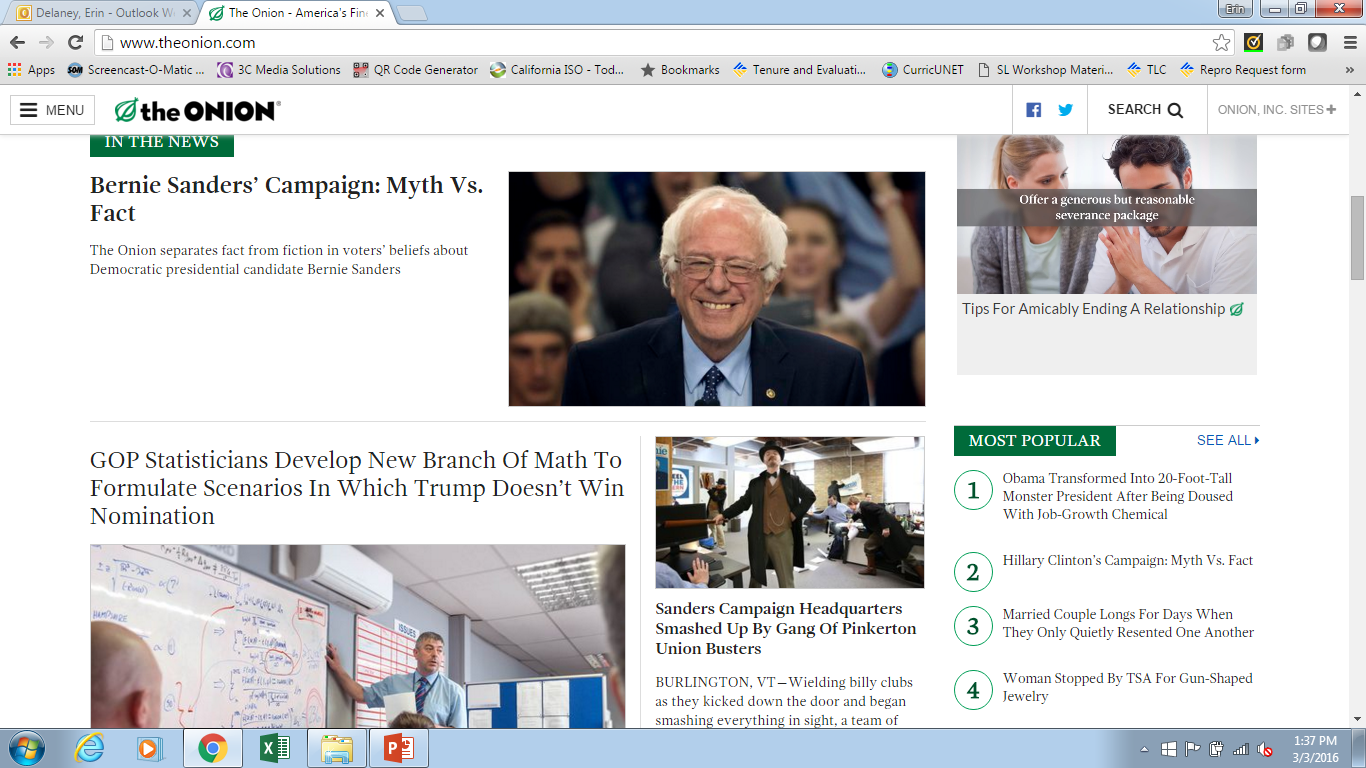 Delaney, Erin - Outlook W
The Onion - America's Fin
Erin
www.theonion.com
Apps
Screencast-O-Matic ...
3C Media Solutions
QR Code Generator
California ISO - Tod...
Bookmarks
Tenure and Evaluati...
CurricUNET
SL Workshop Materi...
TLC
Repro Request form
»
MENU
the ONION®
SEARCH
ONION, INC. SITES +
IN THE NEWS
Bernie Sanders’ Campaign: Myth Vs.
Fact
The Onion separates fact from fiction in voters’ beliefs about
Democratic presidential candidate Bernie Sanders
GOP Statisticians Develop New Branch Of Math To
Formulate Scenarios In Which Trump Doesn’t Win
Nomination
HAMPSHIRE
ISSUES
Sanders Campaign Headquarters
Smashed Up By Gang Of Pinkerton
Union Busters
BURLINGTON, VT—Wielding billy clubs
as they kicked down the door and began
smashing everything in sight, a team of
Offer a generous but reasonable
severance package
Tips For Amicably Ending A Relationship
MOST POPULAR
SEE ALL
1
Obama Transformed Into 20-Foot-Tall
Monster President After Being Doused
With Job-Growth Chemical
2
Hillary Clinton’s Campaign: Myth Vs. Fact
3
Married Couple Longs For Days When
They Only Quietly Resented One Another
4
Woman Stopped By TSA For Gun-Shaped
Jewelry
1:37 PM
3/3/2016